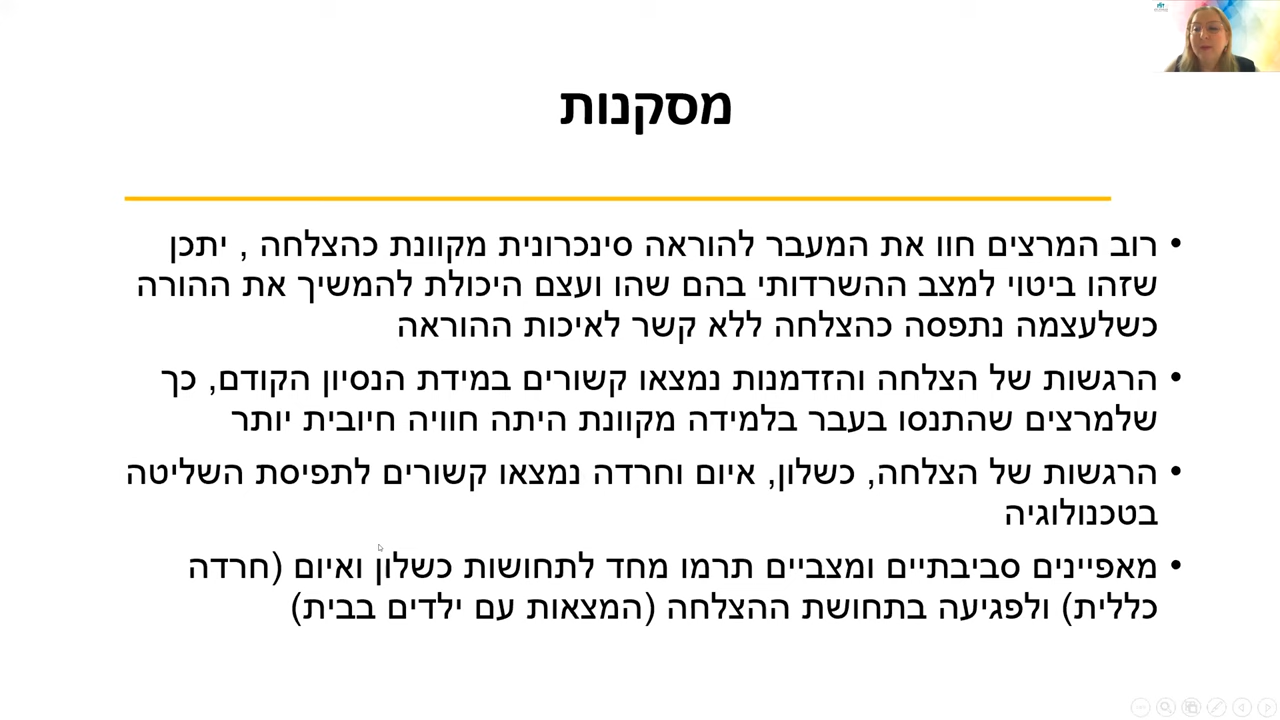 מסקנות
• רוב המרצים חוו את המעבר להוראה סינכרונית מקוונת כהצלחה , יתכן
שזהו ביטוי למצב ההשרדותי בהם שהו ועצם היכולת להמשיך את ההורה
כשלעצמה נתפסה כהצלחה ללא קשר לאיכות ההוראה
• הרגשות של הצלחה והזדמנות נמצאו קשורים במידת הנסיון הקודם, כך
שלמרצים שהתנסו בעבר בלמידה מקוונת היתה חוויה חיובית יותר
• הרגשות של הצלחה, כשלון, איום וחרדה נמצאו קשורים לתפיסת השליטה
בטכנולוגיה
• מאפיינים סביבתיים ומצביים תרמו מחד לתחושות כשלון ואיום (חרדה
כללית) ולפגיעה בתחושת ההצלחה (המצאות עם ילדים בבית)